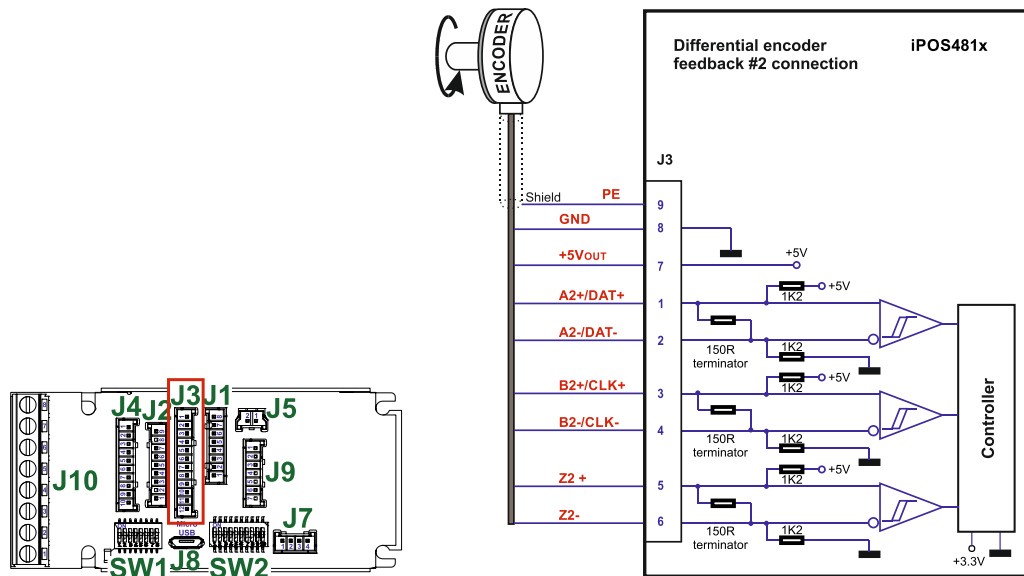 Differential encoder
feedback #2 connection
iPOS481x
ENCODER
J3
Shield
PE
9
GND
8
+5VOUT
7
+5V
A2+/DAT+
1
1K2
+5V
A2-/DAT-
2
150R
terminator
1K2
B2+/CLK+
3
1K2
+5V
B2-/CLK-
4
150R
terminator
1K2
Z2 +
5
1K2
+5V
Z2-
6
150R
terminator
1K2
Controller
+3.3V
J4
J2
J3
J1
J5
J10
J9
J7
Micro
USB
J8
SW1
SW2